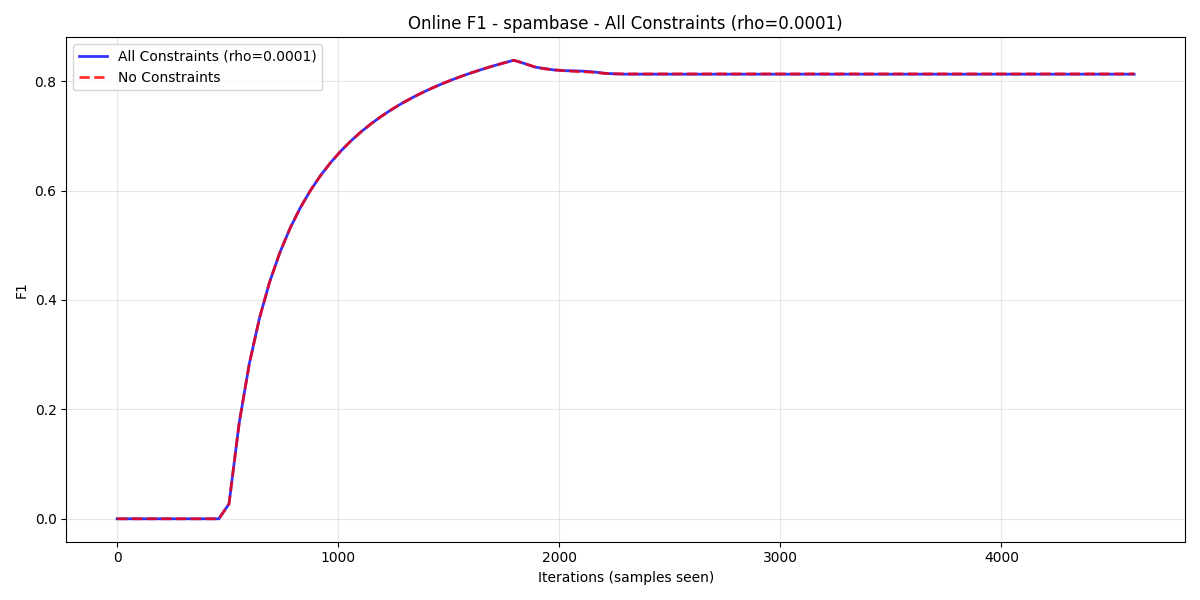 Online F1 - spambase - All Constraints (rho=0.0001)
All Constraints (rho=0.0001)
No Constraints
F1
0.8
0.6
0.4
0.2
0.0
0 1000 2000 3000 4000
Iterations (samples seen)